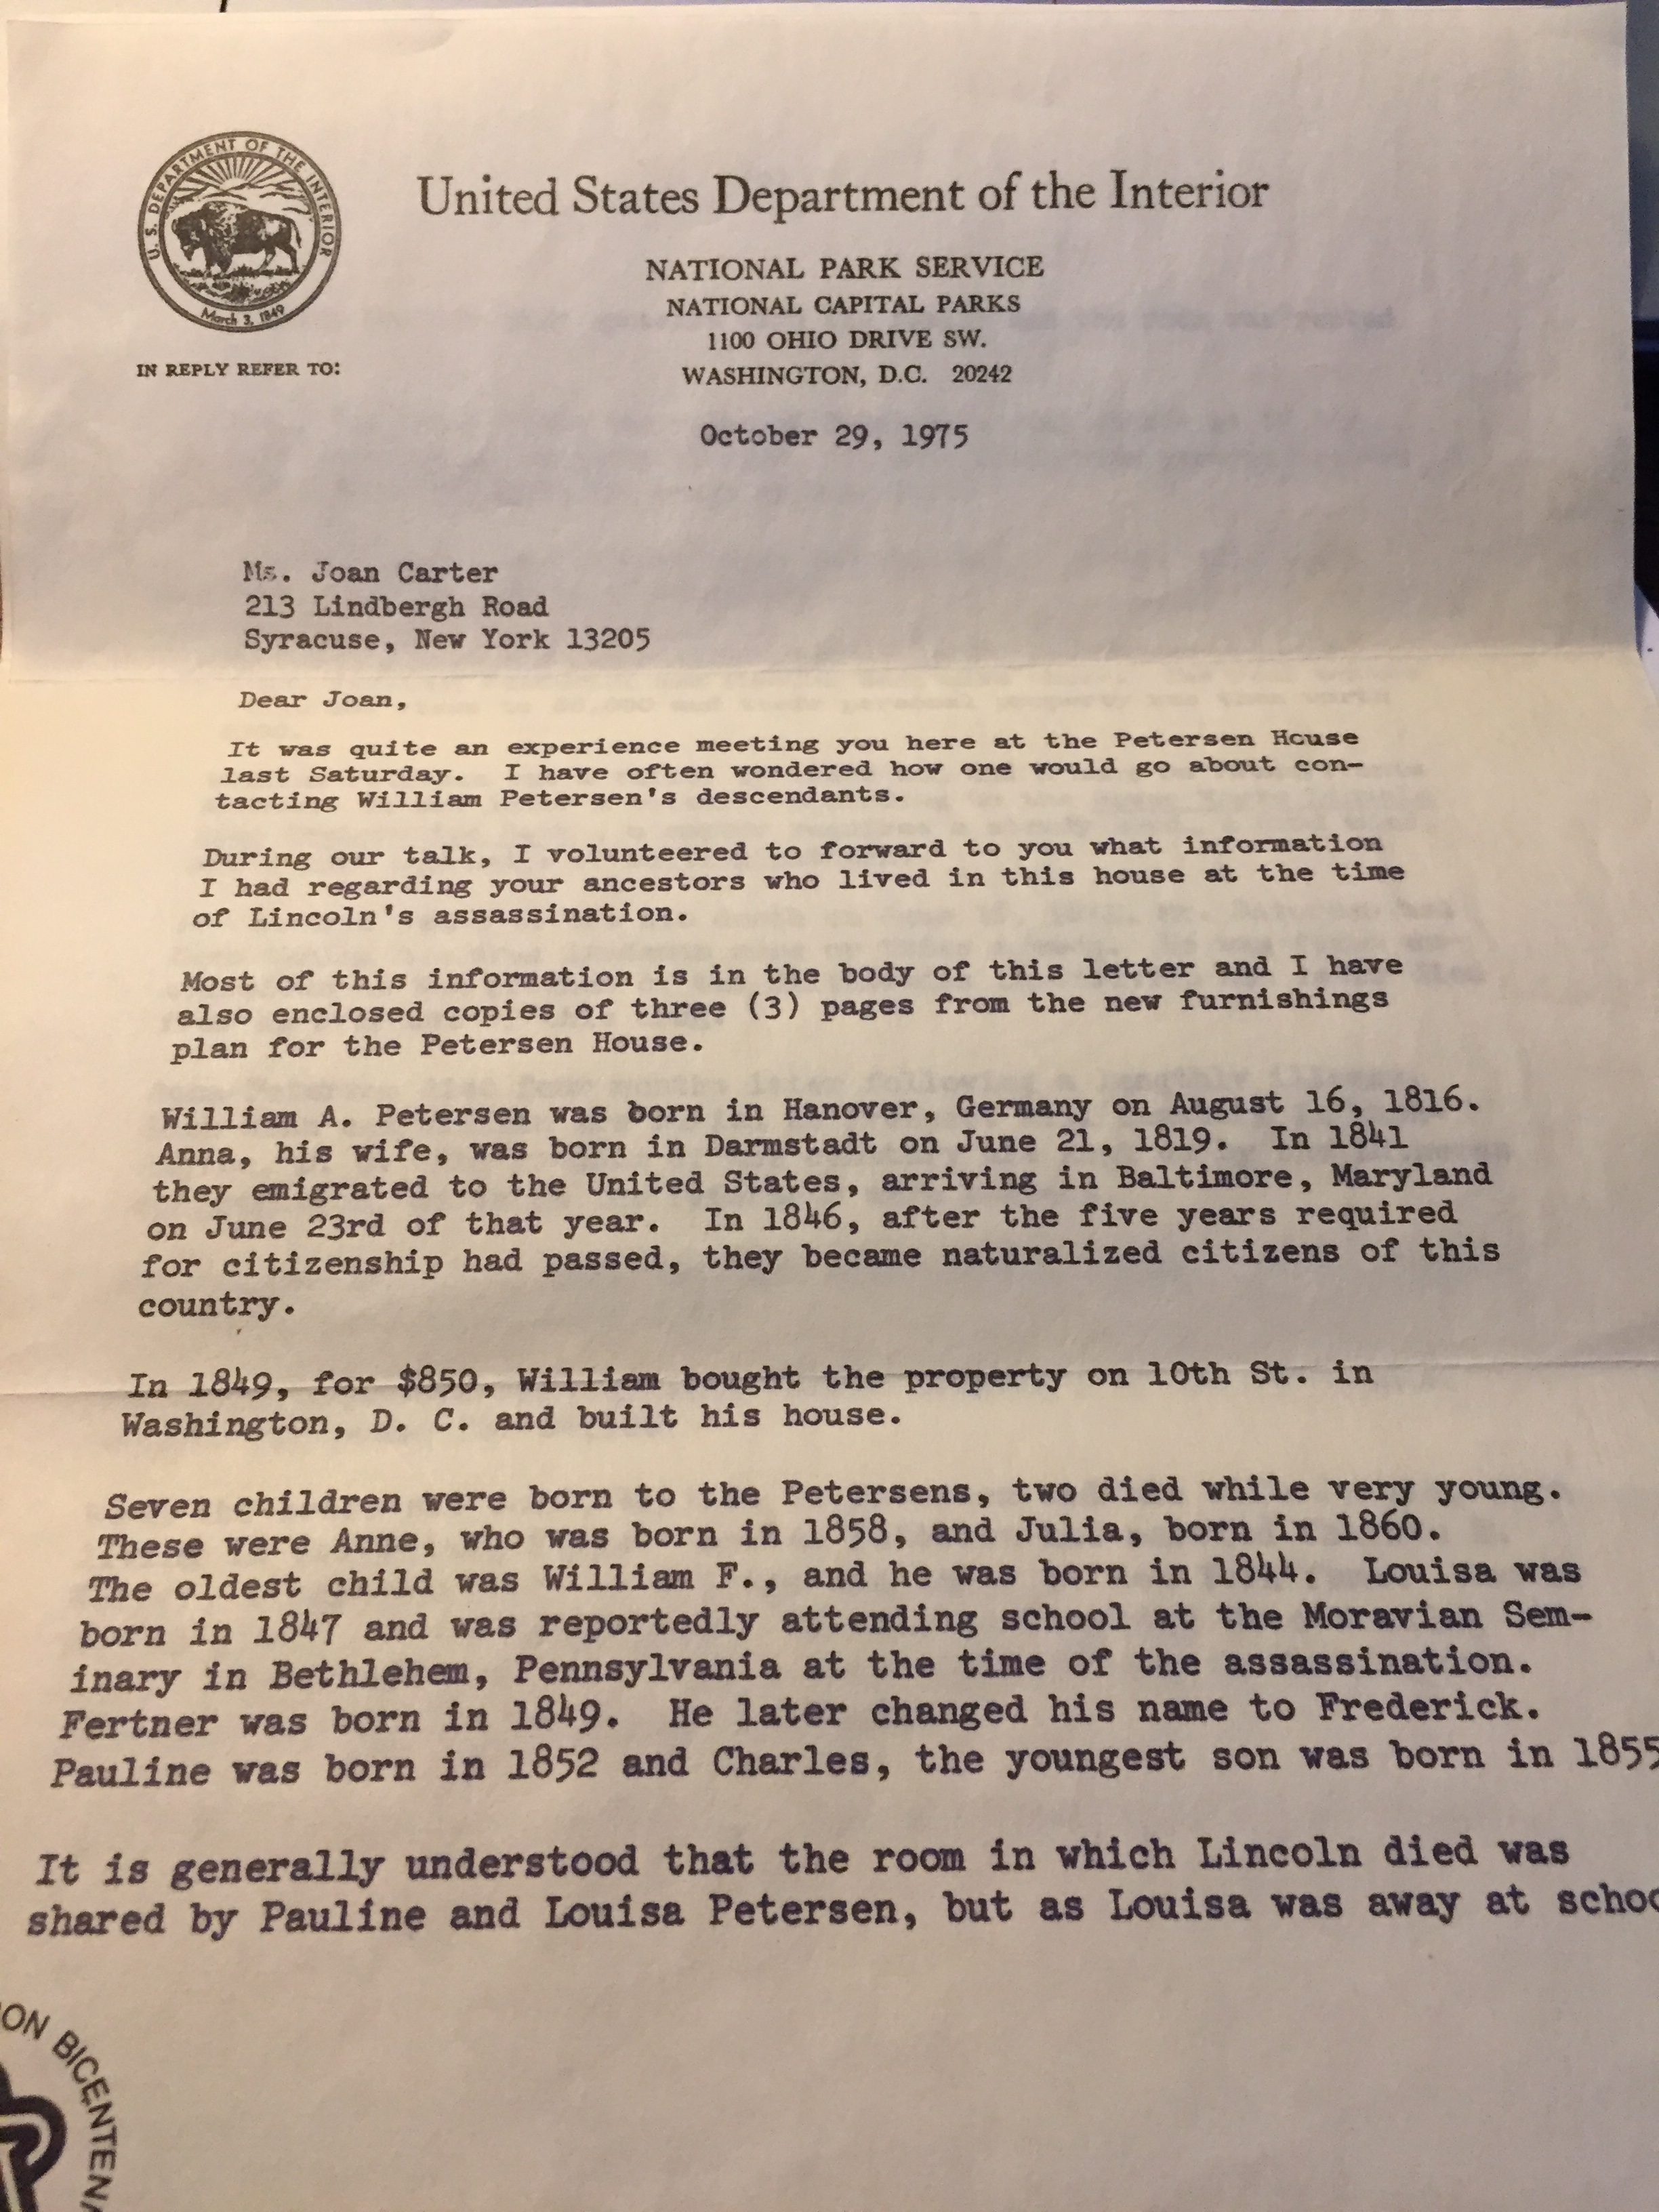 U. S. DEPARTMENT OF THE INTERIOR
March 3, 1849
United States Department of the Interior
NATIONAL PARK SERVICE
NATIONAL CAPITAL PARKS
1100 OHIO DRIVE SW.
WASHINGTON, D.C. 20242
IN REPLY REFER TO:
October 29, 1975
Ms. Joan Carter
213 Lindbergh Road
Syracuse, New York 13205
Dear Joan,
It was quite an experience meeting you here at the Petersen House
last Saturday. I have often wondered how one would go about con-
tacting William Petersen's descendants.
During our talk, I volunteered to forward to you what information
I had regarding your ancestors who lived in this house at the time
of Lincoln's assassination.
Most of this information is in the body of this letter and I have
also enclosed copies of three (3) pages from the new furnishings
plan for the Petersen House.
William A. Petersen was born in Hanover, Germany on August 16, 1816.
Anna, his wife, was born in Darmstadt on June 21, 1819. In 1841
they emigrated to the United States, arriving in Baltimore, Maryland
on June 23rd of that year. In 1846, after the five years required
for citizenship had passed, they became naturalized citizens of this
country.
In 1849, for $850, William bought the property on 10th St. in
Washington, D. C. and built his house.
Seven children were born to the Petersens, two died while very young.
These were Anne, who was born in 1858, and Julia, born in 1860.
The oldest child was William F., and he was born in 1844. Louisa was
born in 1847 and was reportedly attending school at the Moravian Sem-
inary in Bethlehem, Pennsylvania at the time of the assassination.
Fertner was born in 1849. He later changed his name to Frederick.
Pauline was born in 1852 and Charles, the youngest son was born in 1855
It is generally understood that the room in which Lincoln died was
shared by Pauline and Louisa Petersen, but as Louisa was away at schoo
ON BICENTENN